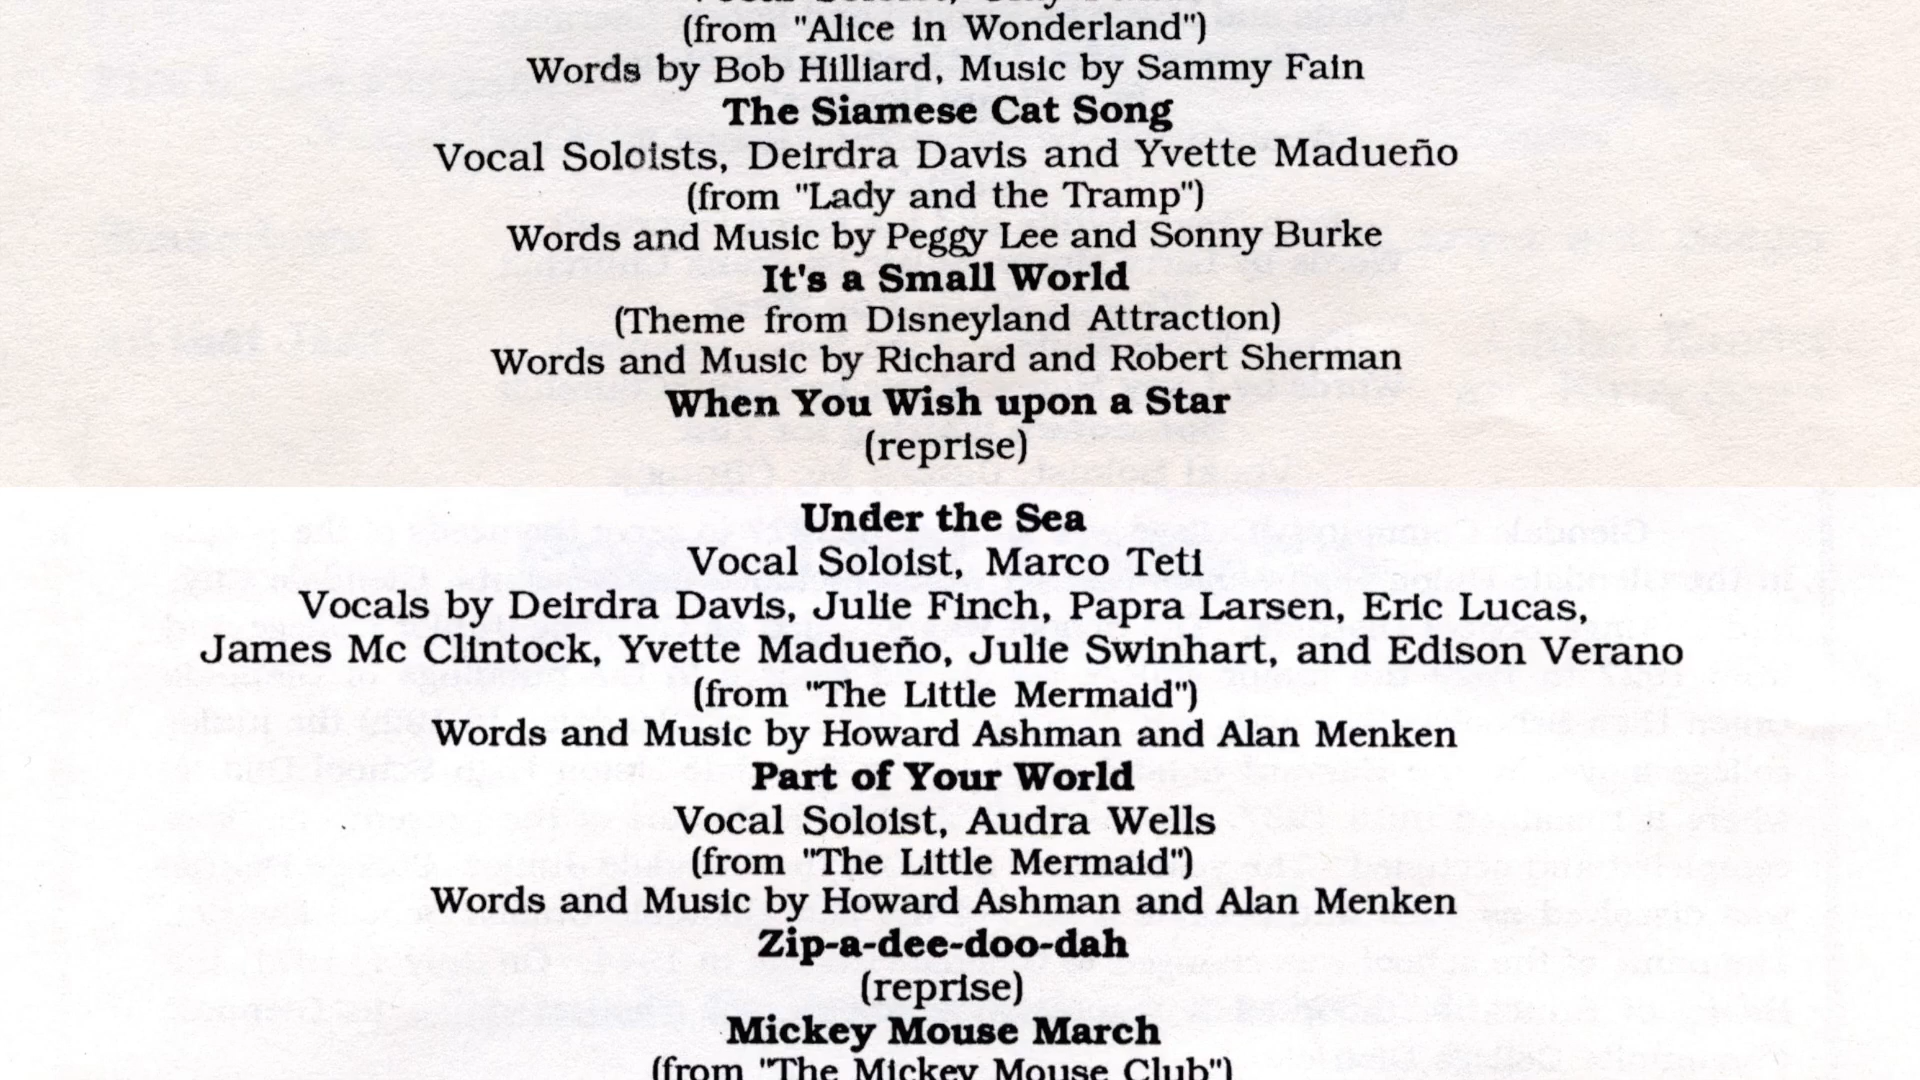 (from "Alice in Wonderland")
Words by Bob Hilliard, Music by Sammy Fain
The Siamese Cat Song
Vocal Soloists, Deirdra Davis and Yvette Madueño
(from "Lady and the Tramp")
Words and Music by Peggy Lee and Sonny Burke
It's a Small World
(Theme from Disneyland Attraction)
Words and Music by Richard and Robert Sherman
When You Wish upon a Star
(reprise)
Under the Sea
Vocal Soloist, Marco Teti
Vocals by Deirdra Davis, Julie Finch, Papra Larsen, Eric Lucas,
James Mc Clintock, Yvette Madueño, Julie Swinhart, and Edison Verano
(from "The Little Mermaid")
Words and Music by Howard Ashman and Alan Menken
Part of Your World
Vocal Soloist, Audra Wells
(from "The Little Mermaid")
Words and Music by Howard Ashman and Alan Menken
Zip-a-dee-doo-dah
(reprise)
Mickey Mouse March
(from "The Mickey Mouse Club")